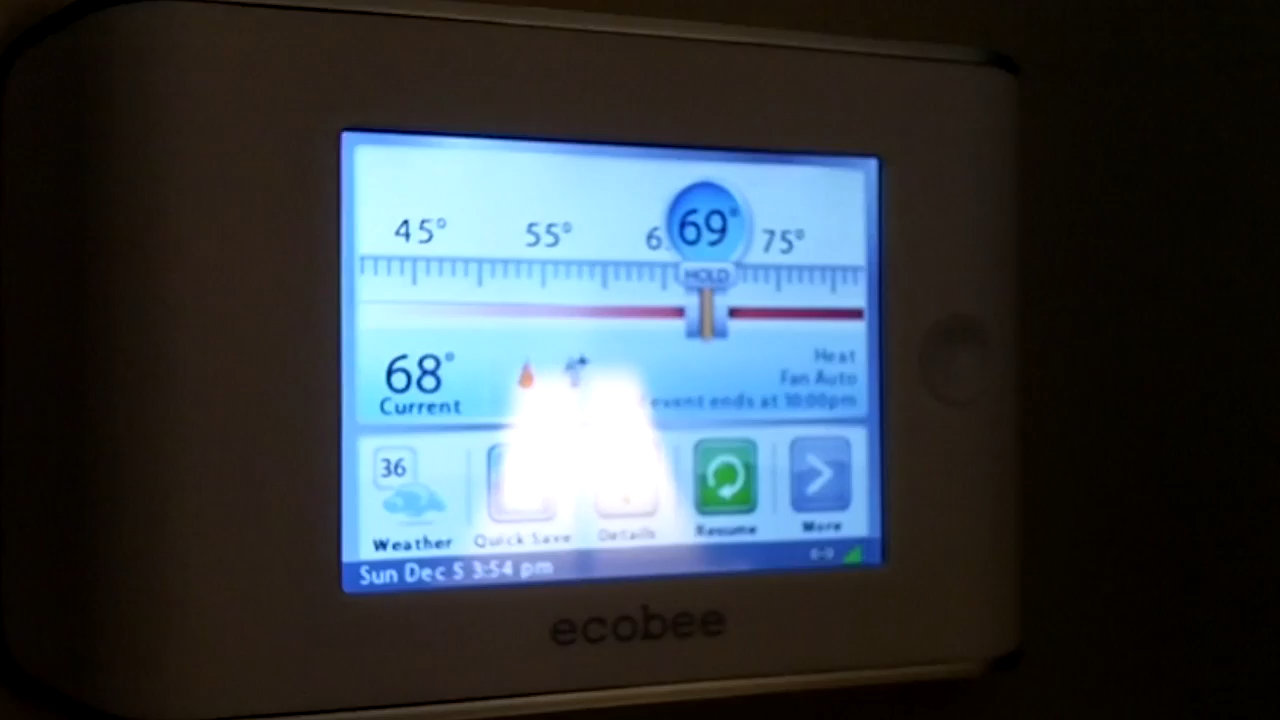 45° 55° 6 69° 75°
HOLD
68°
Current
Heat
Fan Auto
event ends at 10:00pm
36
Weather Quick Save Details Resume More
Sun Dec 5 3:54 pm
ecobee